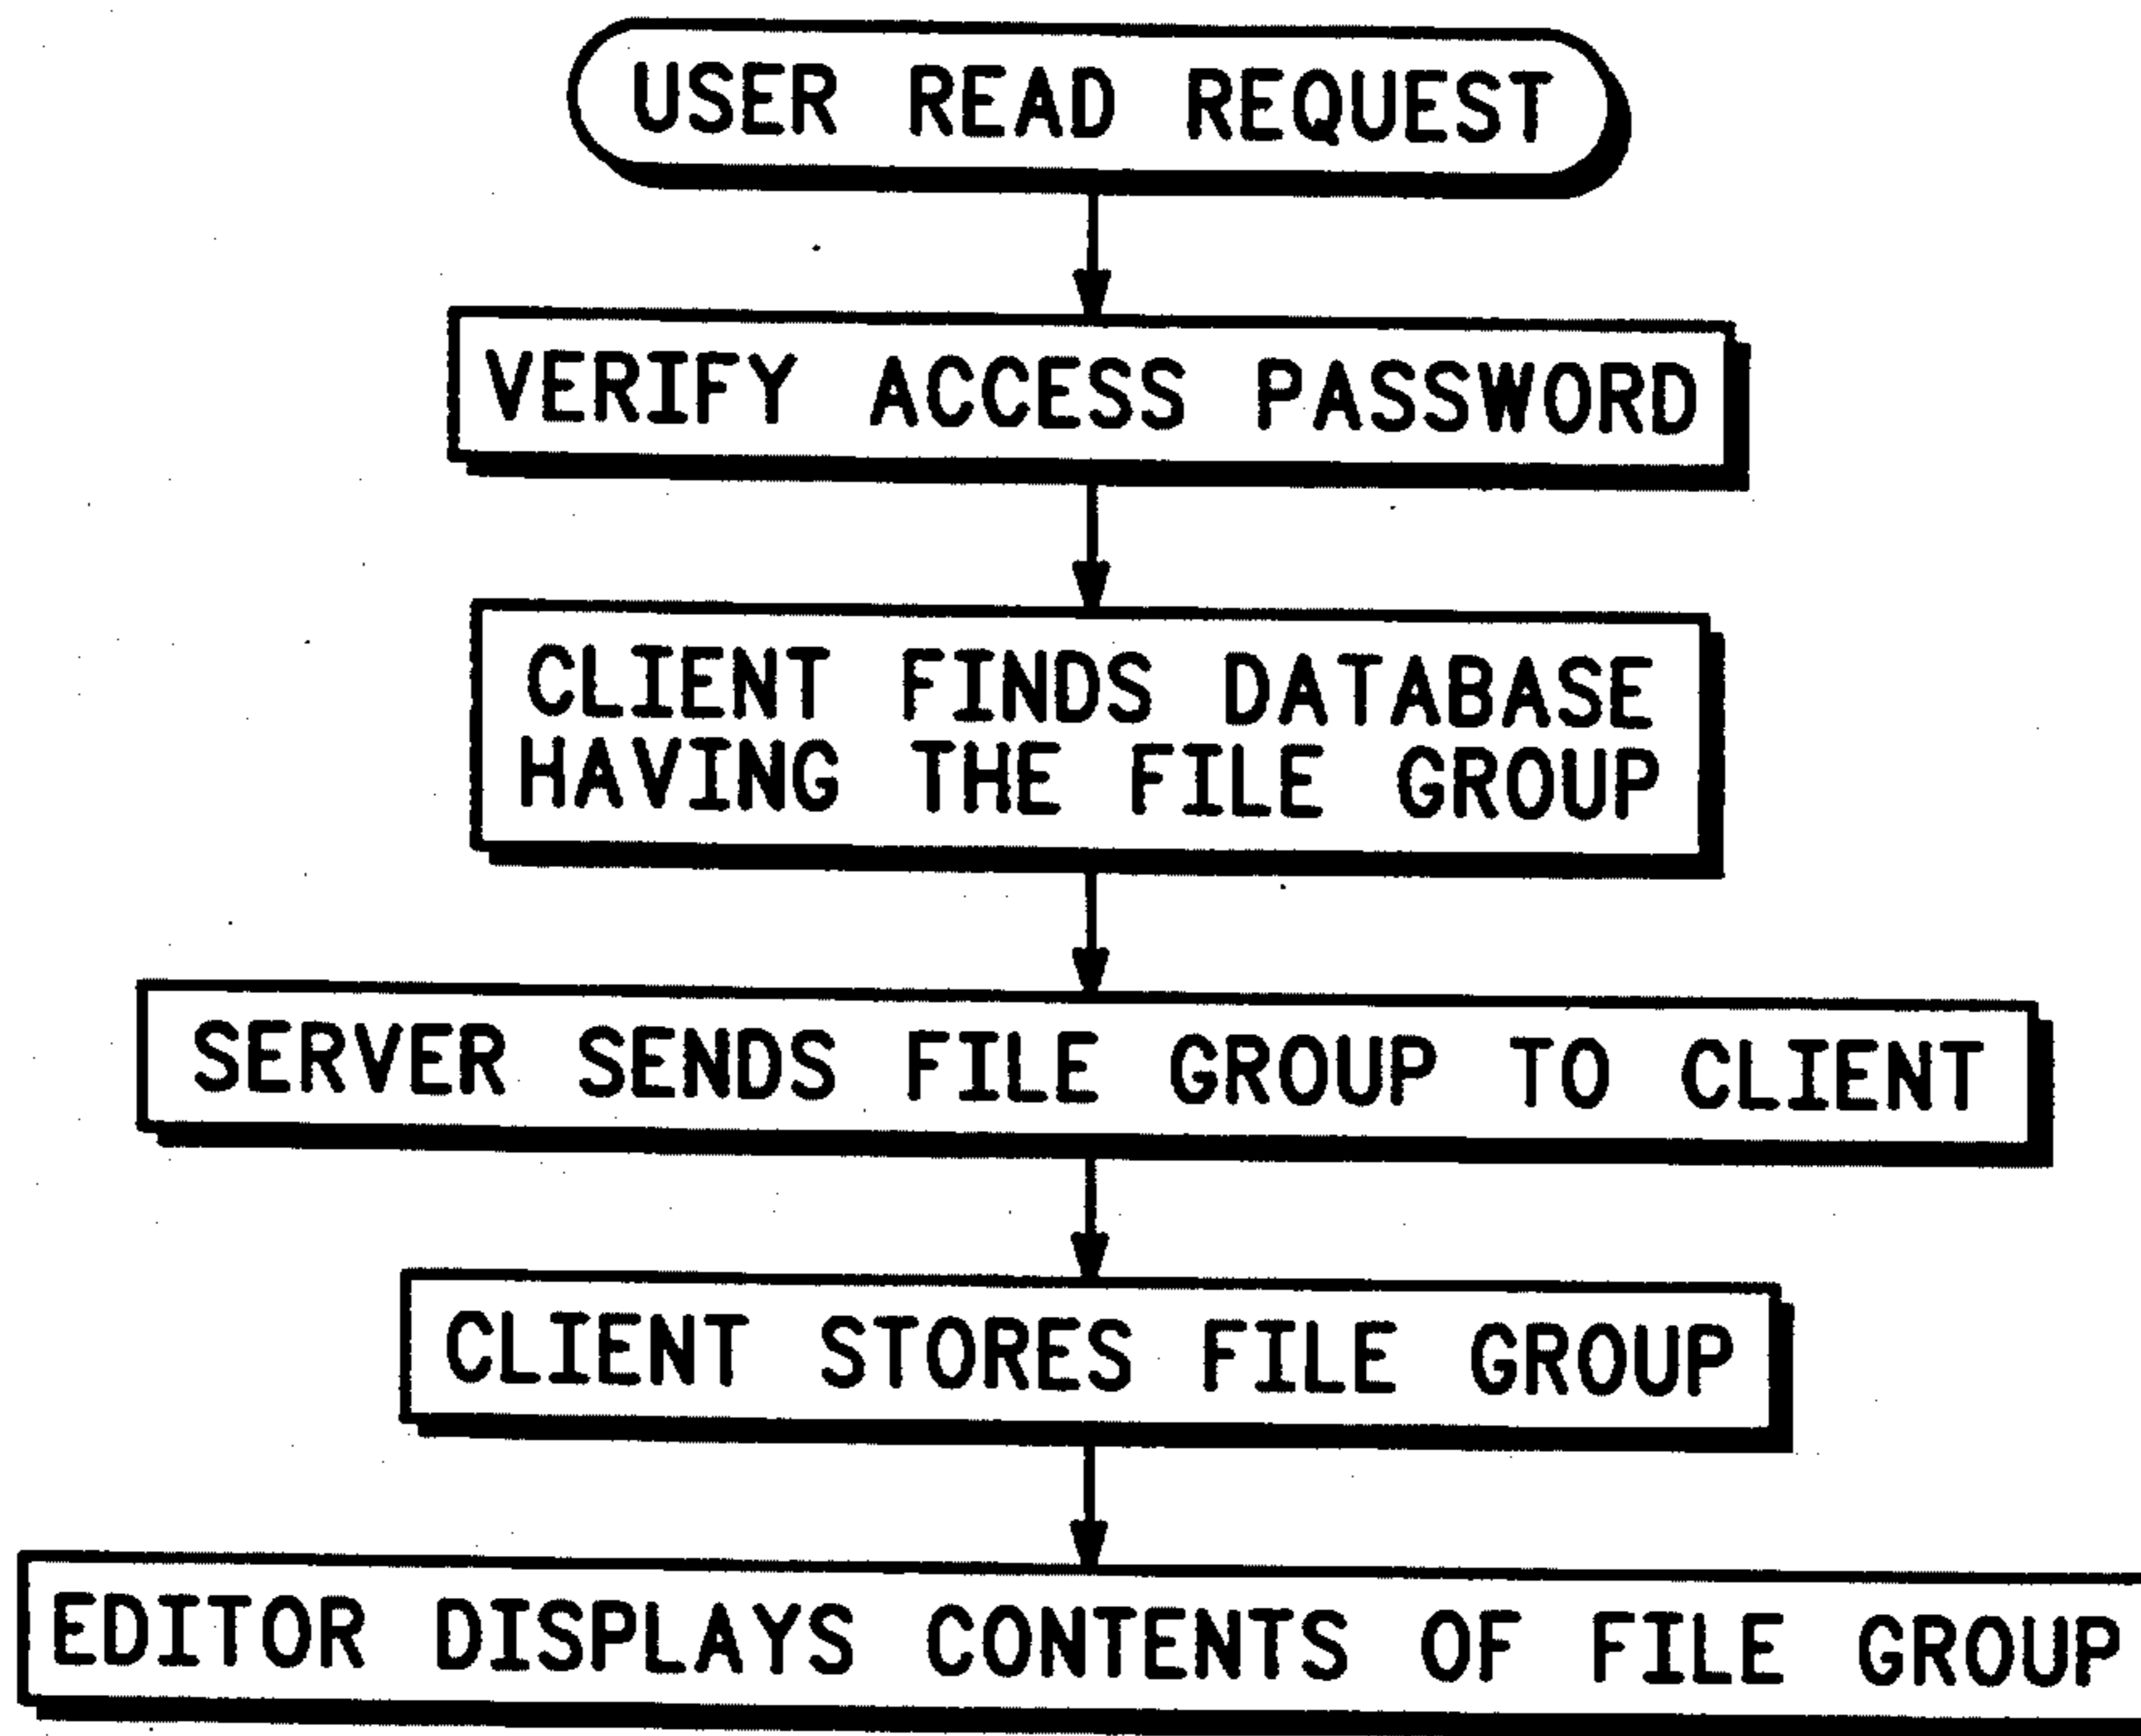 USER READ REQUEST
VERIFY ACCESS PASSWORD
CLIENT FINDS DATABASE
HAVING THE FILE GROUP
SERVER SENDS FILE GROUP TO CLIENT
CLIENT STORES FILE GROUP
EDITOR DISPLAYS CONTENTS OF FILE GROUP